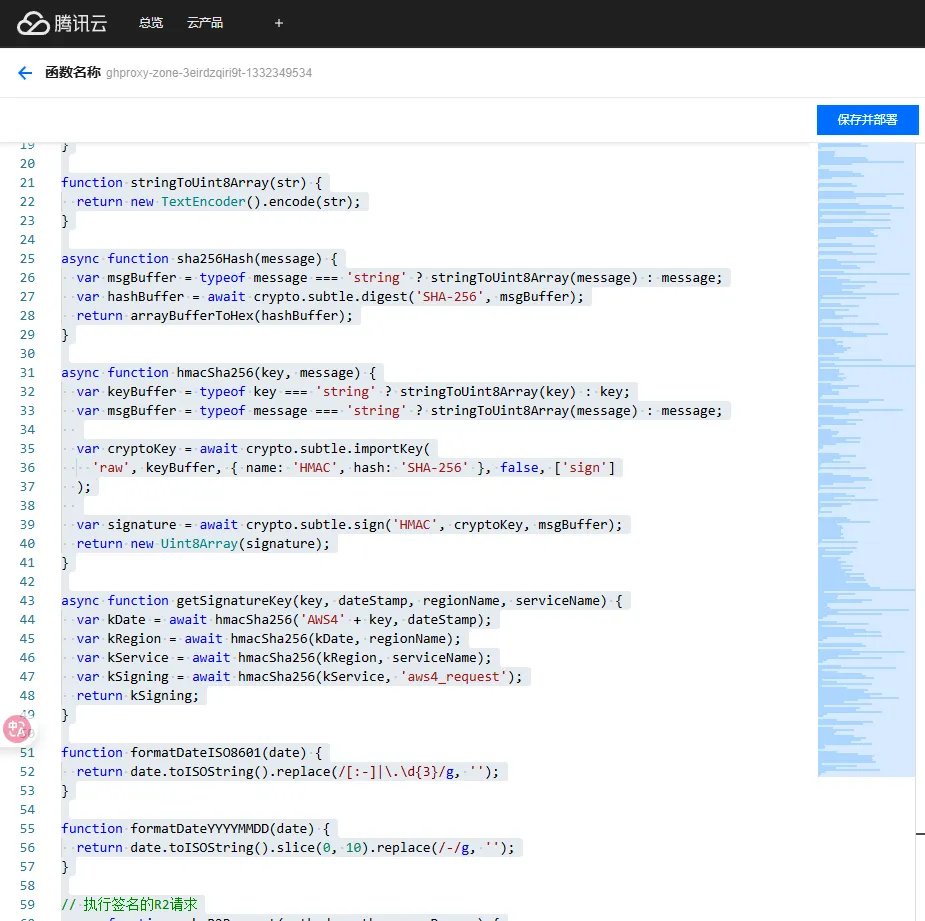 腾讯云 总览 云产品 +
函数名称 ghproxy-zone-3eirdzqiri9t-1332349534
保存并部署
19 }
20
21 function stringToUint8Array(str) {
22 return new TextEncoder().encode(str);
23 }
24
25 async function sha256Hash(message) {
26 var msgBuffer = typeof message === 'string' ? stringToUint8Array(message) : message;
27 var hashBuffer = await crypto.subtle.digest('SHA-256', msgBuffer);
28 return arrayBufferToHex(hashBuffer);
29 }
30
31 async function hmacSha256(key, message) {
32 var keyBuffer = typeof key === 'string' ? stringToUint8Array(key) : key;
33 var msgBuffer = typeof message === 'string' ? stringToUint8Array(message) : message;
34
35 var cryptoKey = await crypto.subtle.importKey(
36 'raw', keyBuffer, { name: 'HMAC', hash: 'SHA-256' }, false, ['sign']
37 );
38
39 var signature = await crypto.subtle.sign('HMAC', cryptoKey, msgBuffer);
40 return new Uint8Array(signature);
41 }
42
43 async function getSignatureKey(key, dateStamp, regionName, serviceName) {
44 var kDate = await hmacSha256('AWS4' + key, dateStamp);
45 var kRegion = await hmacSha256(kDate, regionName);
46 var kService = await hmacSha256(kRegion, serviceName);
47 var kSigning = await hmacSha256(kService, 'aws4_request');
48 return kSigning;
49 }
50
51 function formatDateISO8601(date) {
52 return date.toISOString().replace(/[:-]|\.\d{3}/g, '');
53 }
54
55 function formatDateYYYYMMDD(date) {
56 return date.toISOString().slice(0, 10).replace(/-/g, '');
57 }
58
59 // 执行签名的R2请求